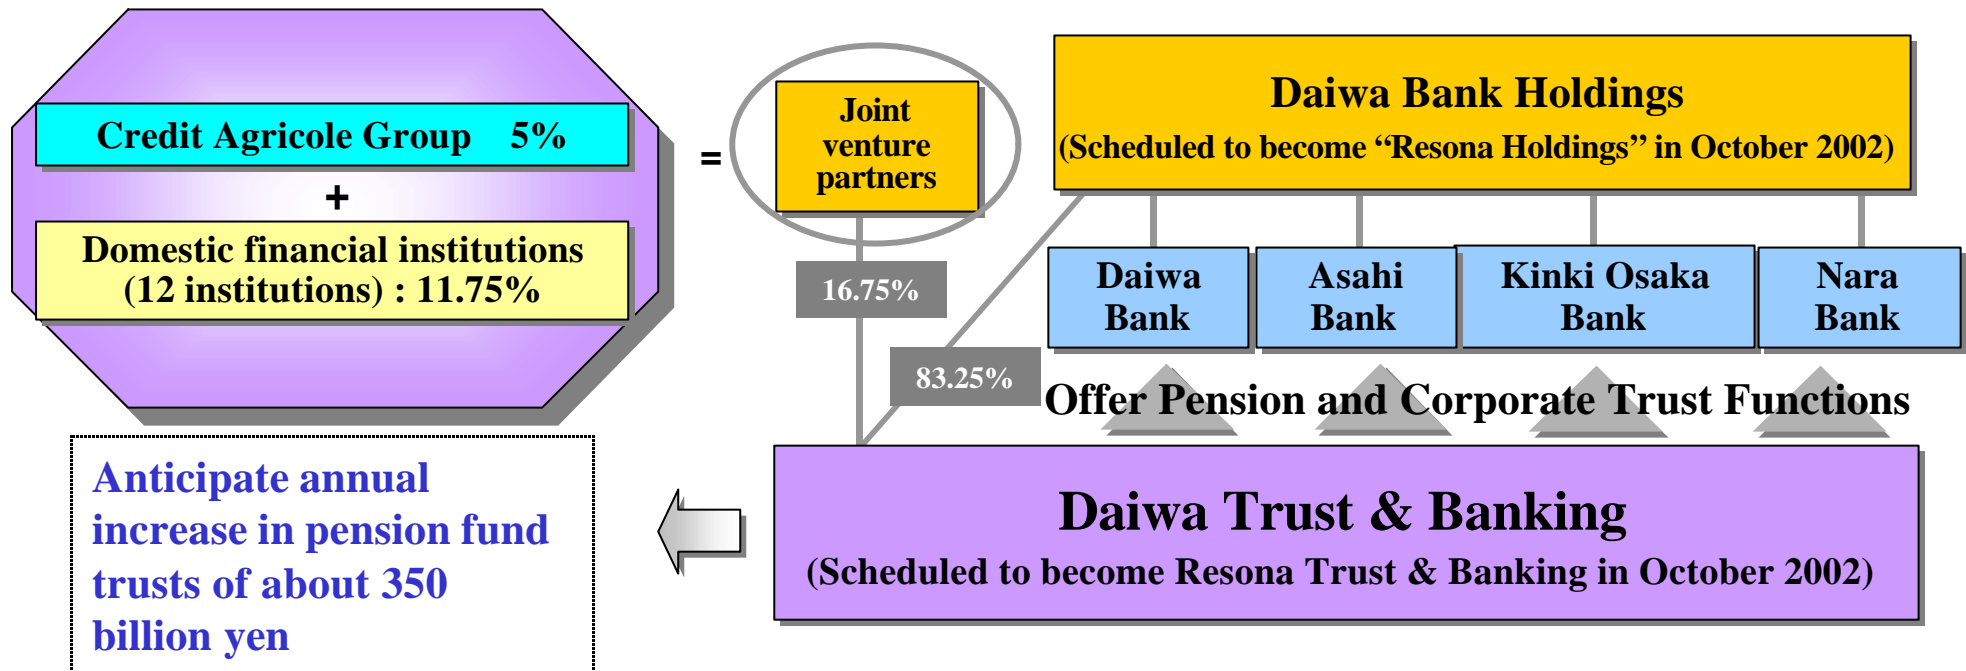 Credit Agricole Group 5%
+
Domestic financial institutions
(12 institutions) : 11.75%
=
Joint
venture
partners
Daiwa Bank Holdings
(Scheduled to become “Resona Holdings” in October 2002)
16.75%
83.25%
Daiwa
Bank
Asahi
Bank
Kinki Osaka
Bank
Nara
Bank
Offer Pension and Corporate Trust Functions
Daiwa Trust & Banking
(Scheduled to become Resona Trust & Banking in October 2002)
Anticipate annual
increase in pension fund
trusts of about 350
billion yen